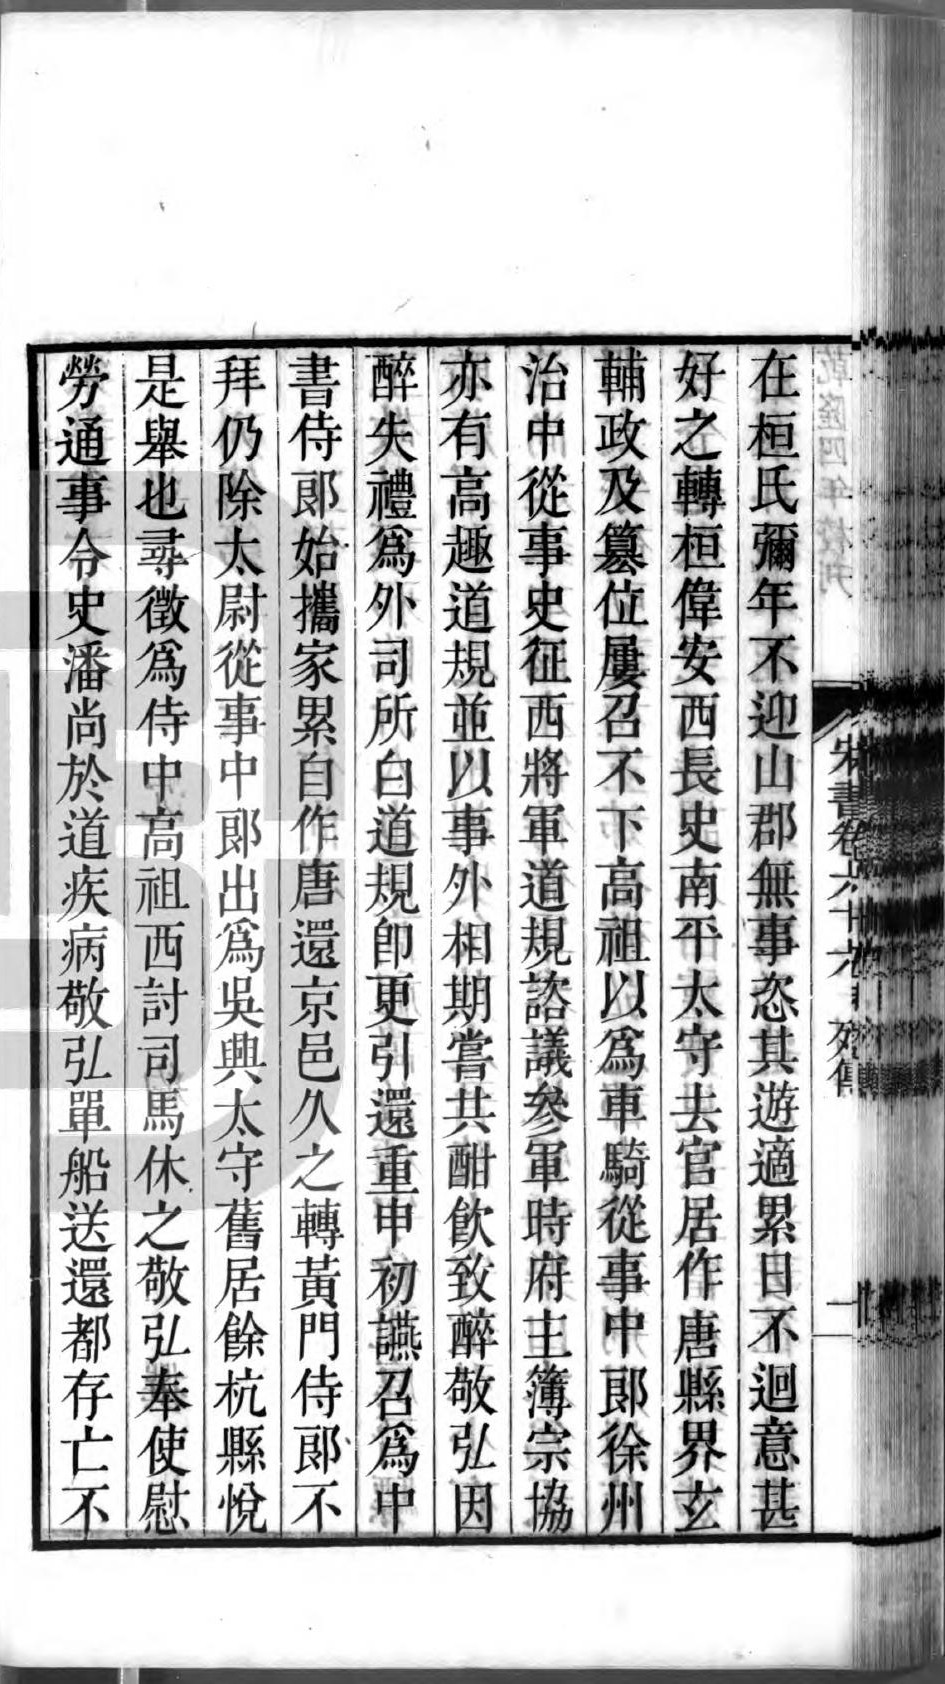 在桓氏彌年不迎山郡無事恣其遊適累日不迴意甚
好之轉桓偉安西長史南平太守去官居作唐縣界玄
輔政及篡位屢召不下高祖以爲車騎從事中郎徐州
治中從事史征西將軍道規諮議參軍時府主簿宗協
亦有高趣道規並以事外相期嘗共酣飲致醉敬弘因
醉失禮爲外司所白道規卽更引還重申初讌召爲中
書侍郎始攜家累自作唐還京邑久之轉黃門侍郎不
拜仍除太尉從事中郎出爲吳興太守舊居餘杭縣悅
是舉也尋徵爲侍中高祖西討司馬休之敬弘奉使慰
勞通事令史潘尚於道疾病敬弘單船送還都存亡不